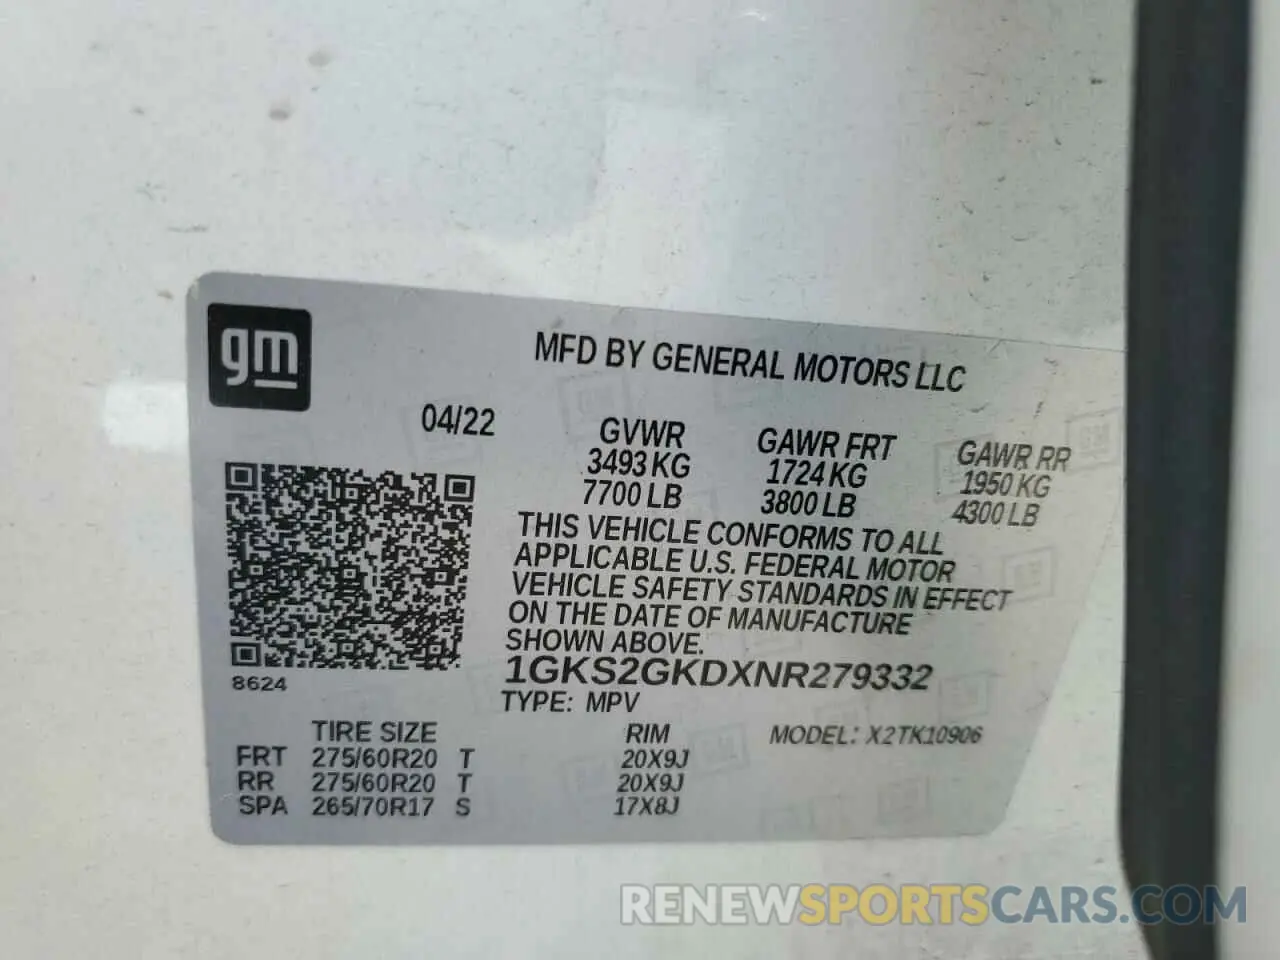 gm
MFD BY GENERAL MOTORS LLC
04/22
GVWR GAWR FRT GAWR RR
3493 KG 1724 KG 1950 KG
7700 LB 3800 LB 4300 LB
THIS VEHICLE CONFORMS TO ALL
APPLICABLE U.S. FEDERAL MOTOR
VEHICLE SAFETY STANDARDS IN EFFECT
ON THE DATE OF MANUFACTURE
SHOWN ABOVE.
1GKS2GKDXNR279332
8624
TYPE: MPV
TIRE SIZE RIM MODEL: X2TK10906
FRT 275/60R20 T 20X9J
RR 275/60R20 T 20X9J
SPA 265/70R17 S 17X8J
RENEWSPORTSCARS.COM